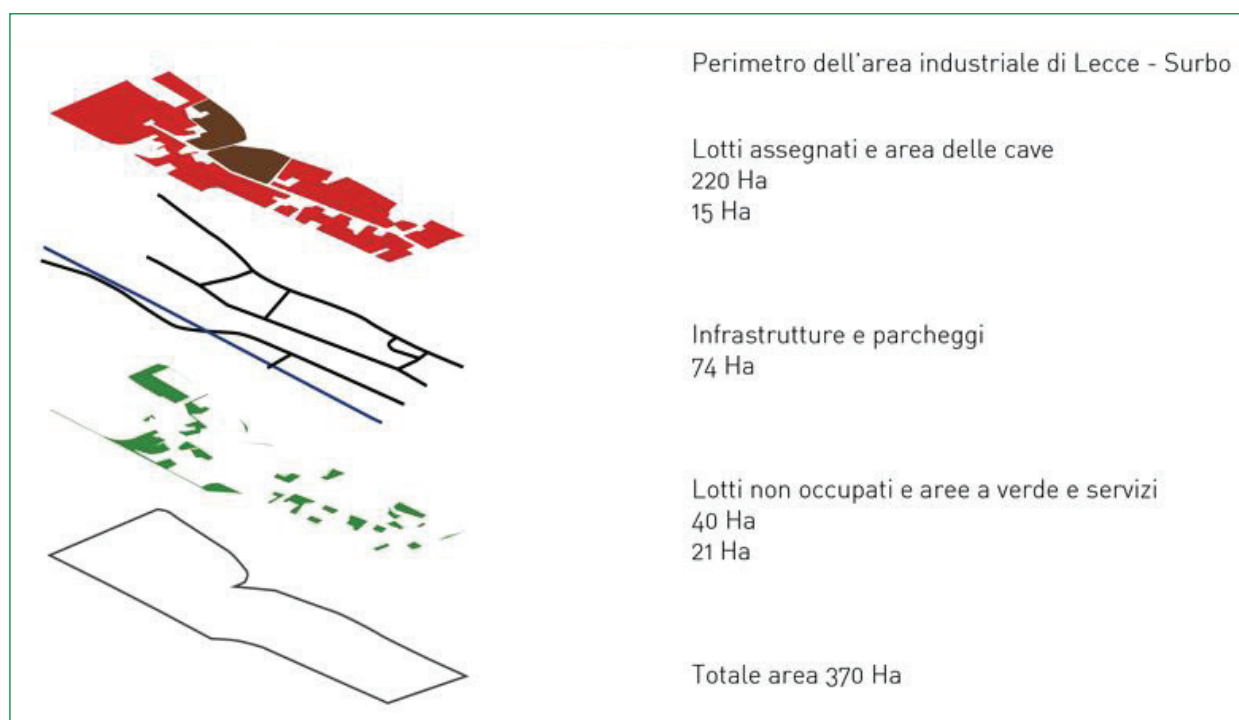 Perimetro dell'area industriale di Lecce - Surbo
Lotti assegnati e area delle cave
220 Ha
15 Ha
Infrastrutture e parcheggi
74 Ha
Lotti non occupati e aree a verde e servizi
40 Ha
21 Ha
Totale area 370 Ha